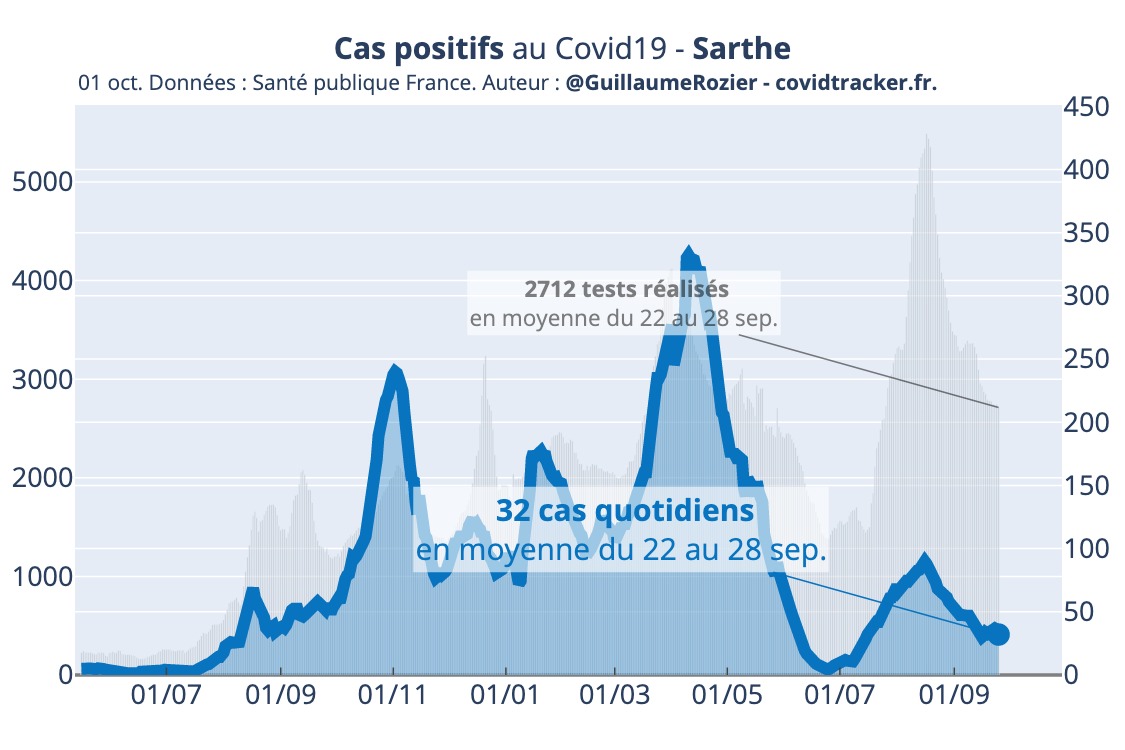 Cas positifs au Covid19 - Sarthe
01 oct. Données : Santé publique France. Auteur : @GuillaumeRozier - covidtracker.fr.
450
400
350
300
250
200
150
100
50
0
5000
4000
3000
2000
1000
0
2712 tests réalisés
en moyenne du 22 au 28 sep.
32 cas quotidiens
en moyenne du 22 au 28 sep.
01/07 01/09 01/11 01/01 01/03 01/05 01/07 01/09